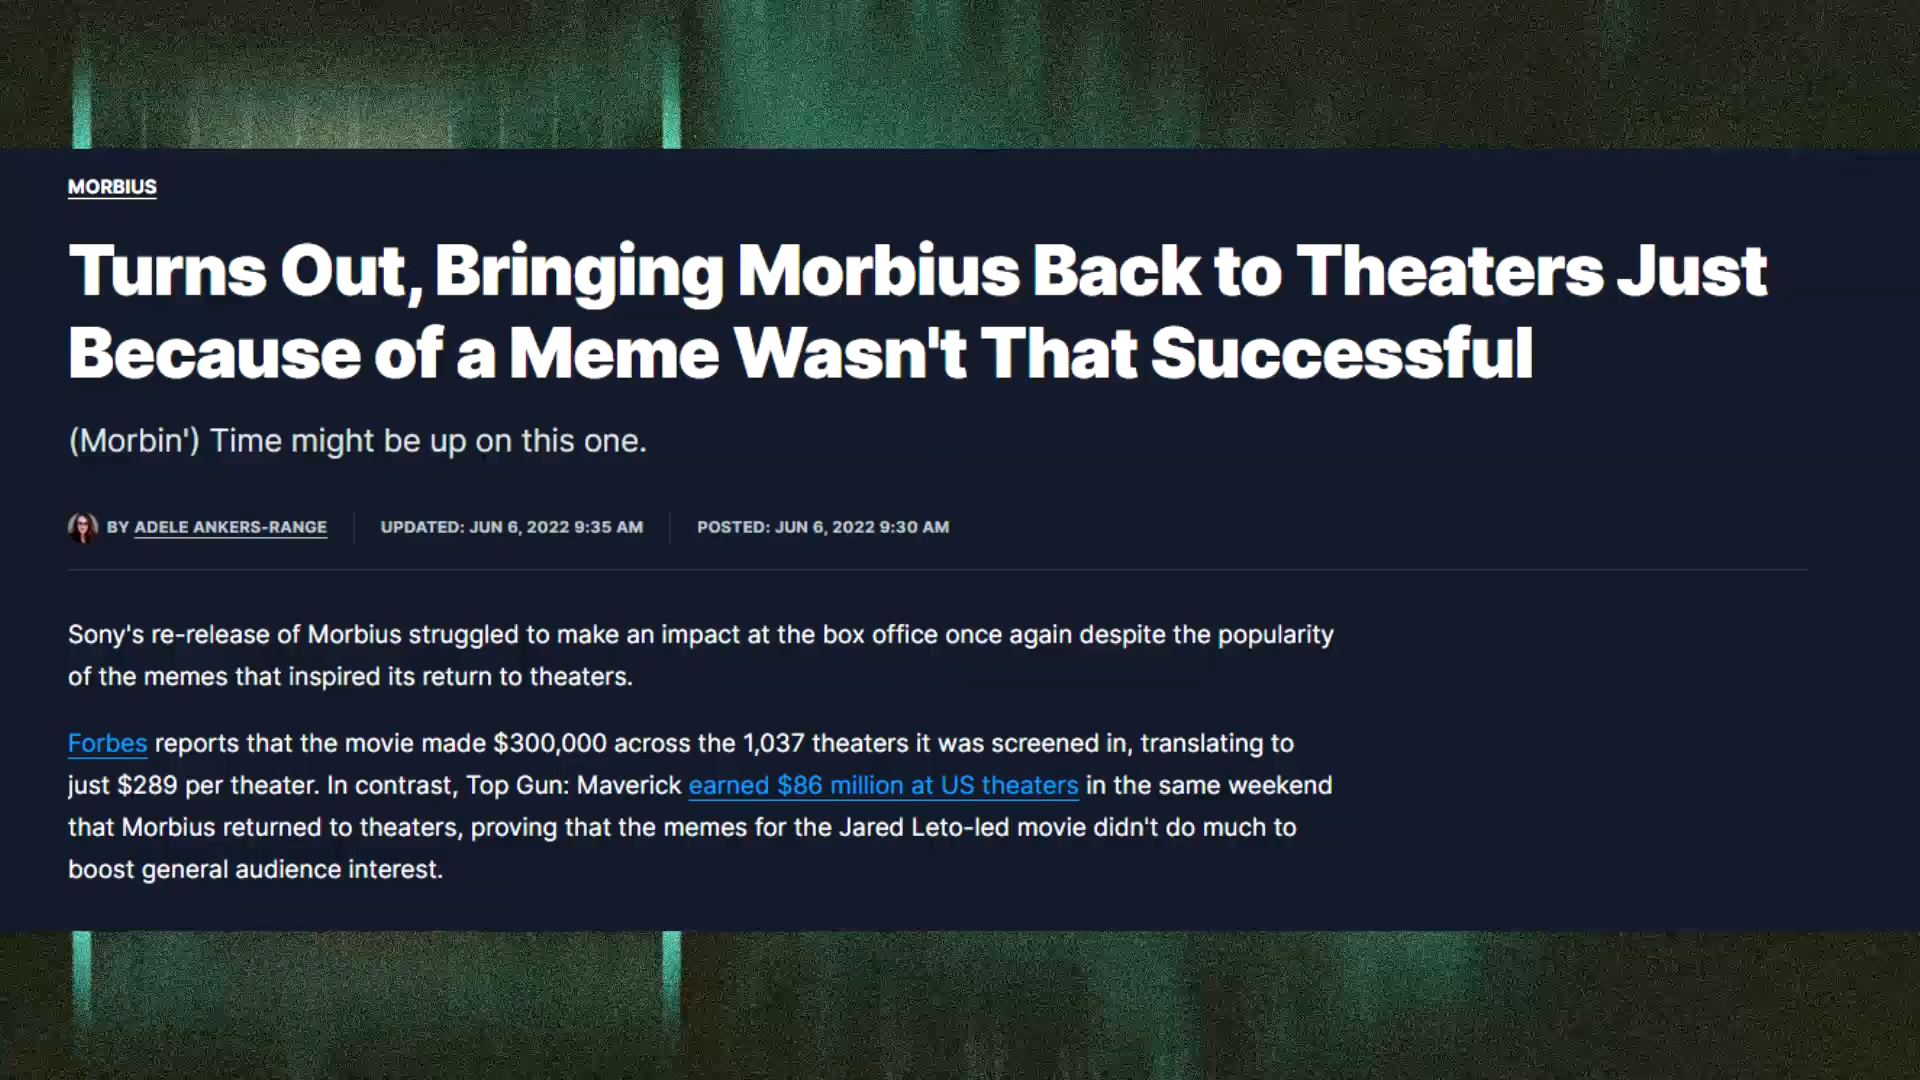 MORBIUS
Turns Out, Bringing Morbius Back to Theaters Just
Because of a Meme Wasn't That Successful
(Morbin') Time might be up on this one.
BY ADELE ANKERS-RANGE UPDATED: JUN 6, 2022 9:35 AM POSTED: JUN 6, 2022 9:30 AM
Sony's re-release of Morbius struggled to make an impact at the box office once again despite the popularity
of the memes that inspired its return to theaters.
Forbes reports that the movie made $300,000 across the 1,037 theaters it was screened in, translating to
just $289 per theater. In contrast, Top Gun: Maverick earned $86 million at US theaters in the same weekend
that Morbius returned to theaters, proving that the memes for the Jared Leto-led movie didn't do much to
boost general audience interest.